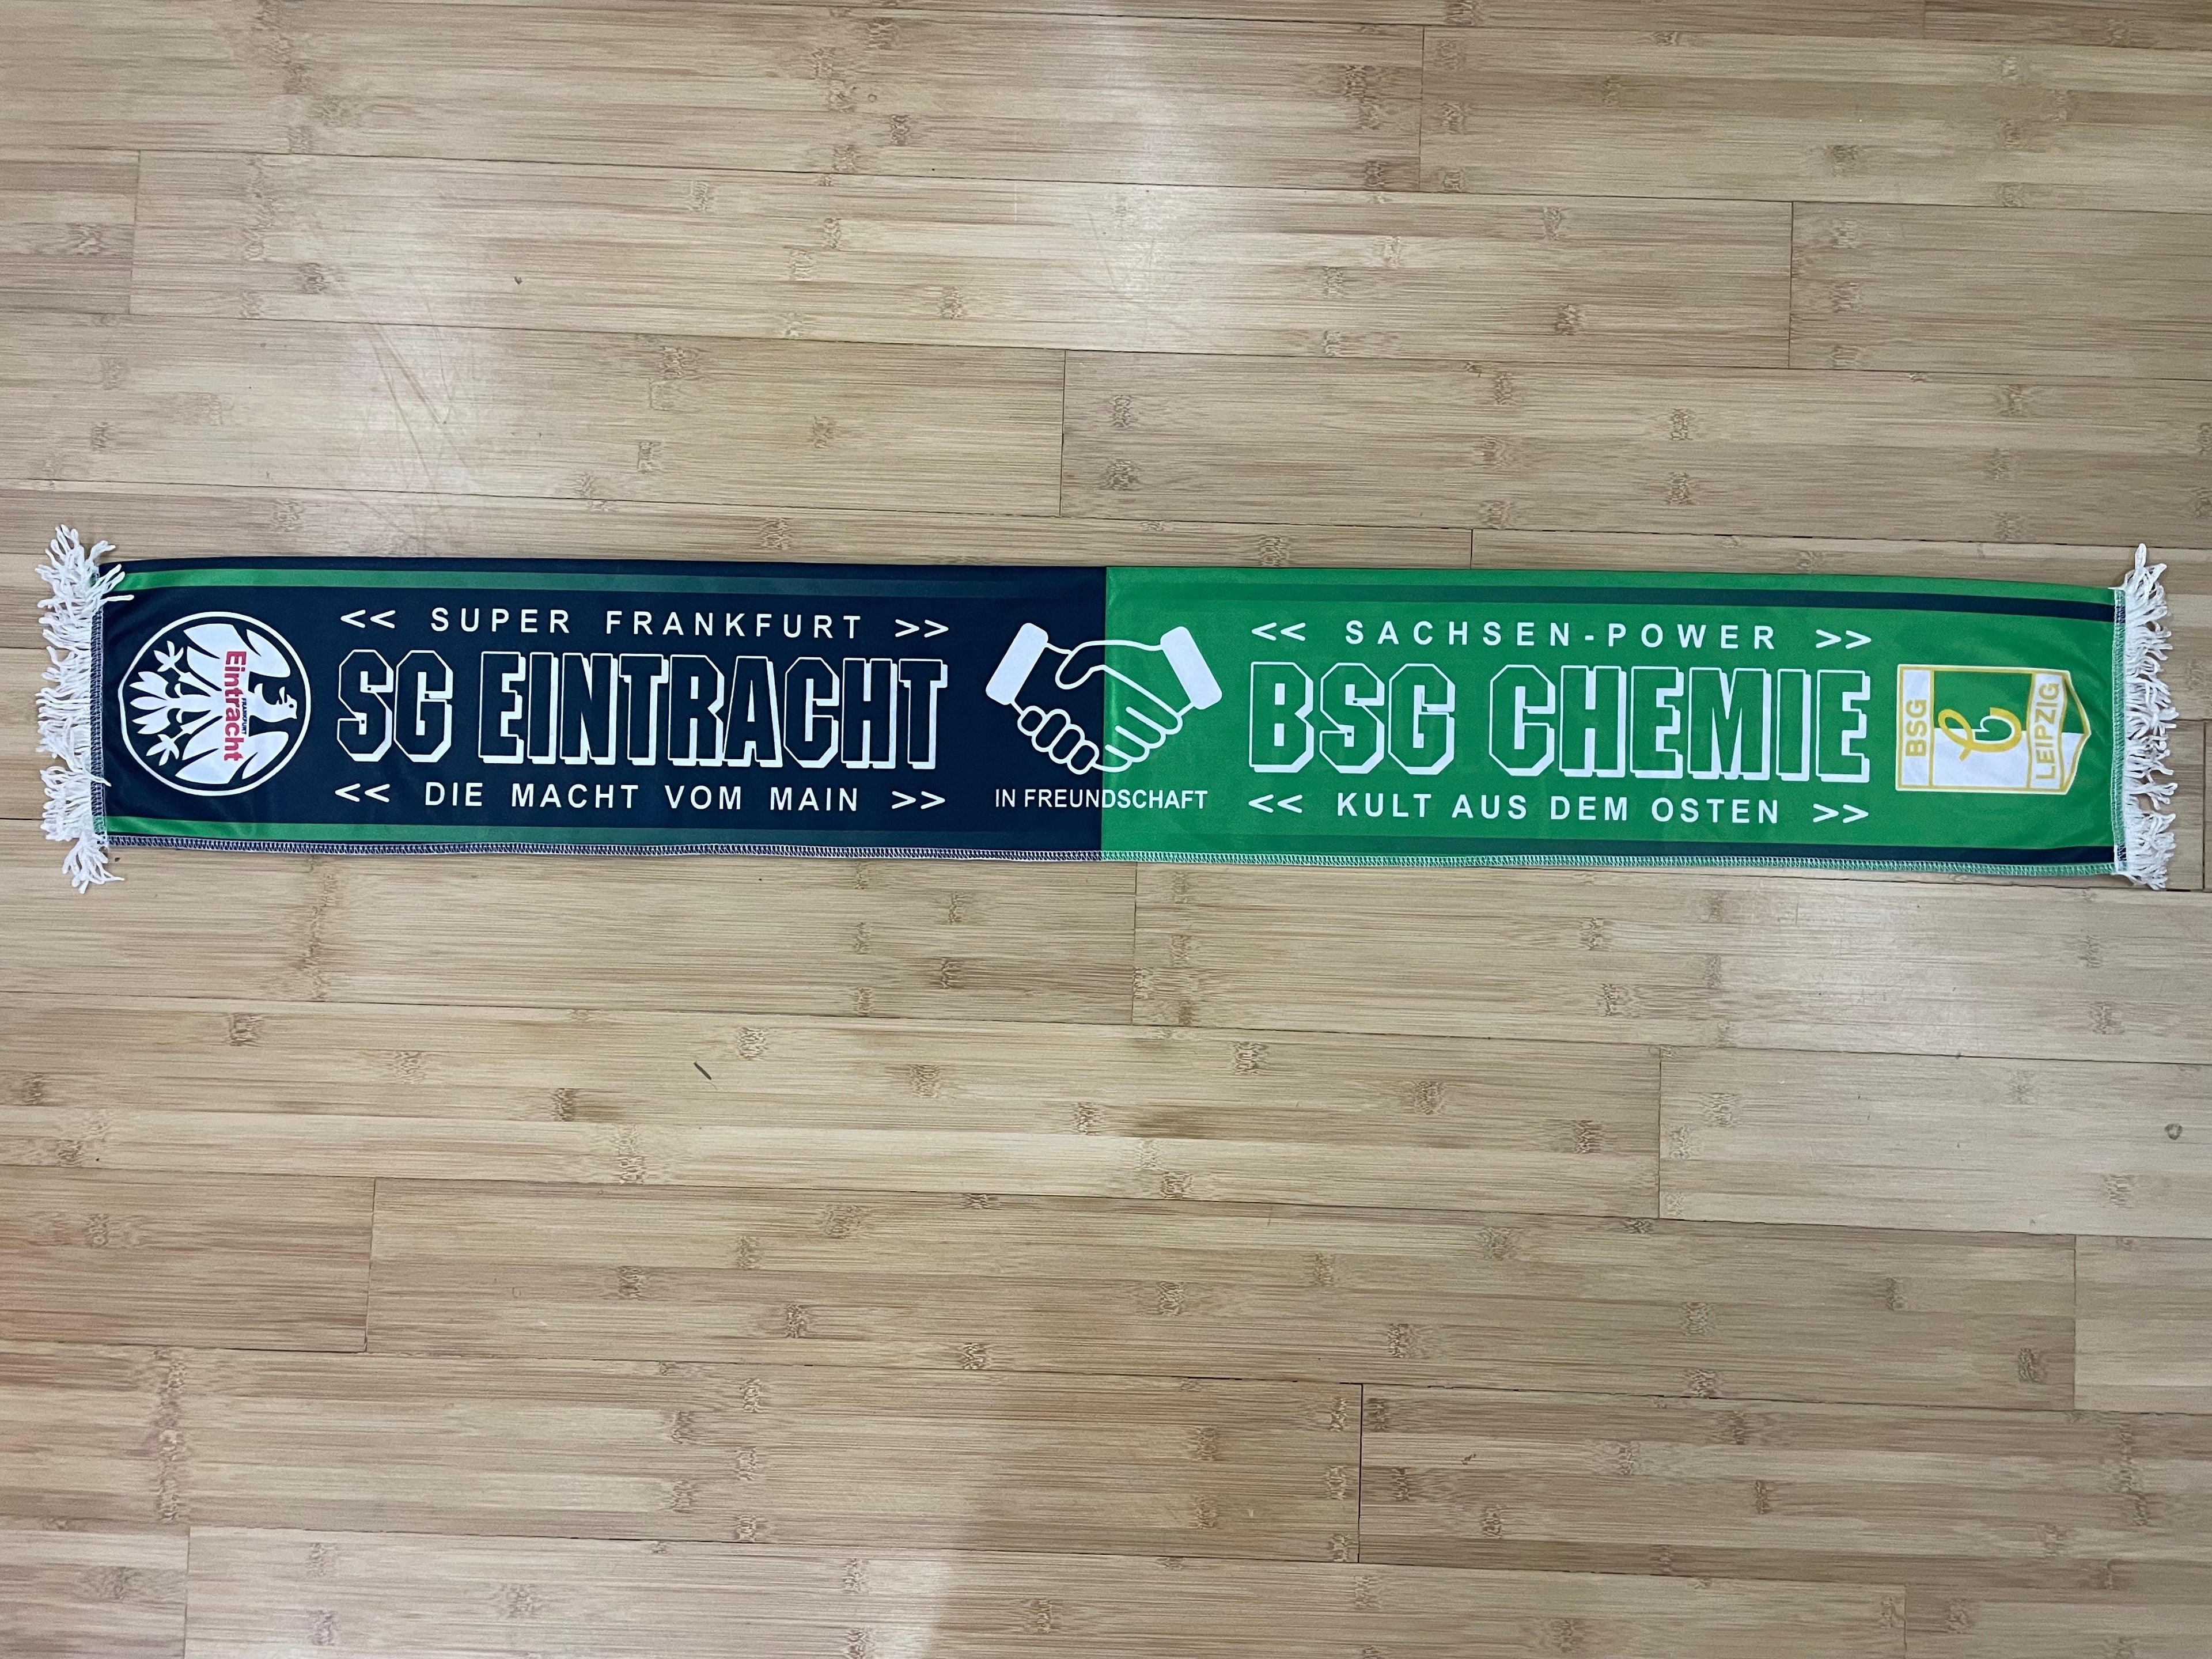 << SUPER FRANKFURT >>
SG EINTRACHT
<< DIE MACHT VOM MAIN >>
Eintracht
FRANKFURT
IN FREUNDSCHAFT
<< SACHSEN-POWER >>
BSG CHEMIE
<< KULT AUS DEM OSTEN >>
BSG
C
LEIPZIG